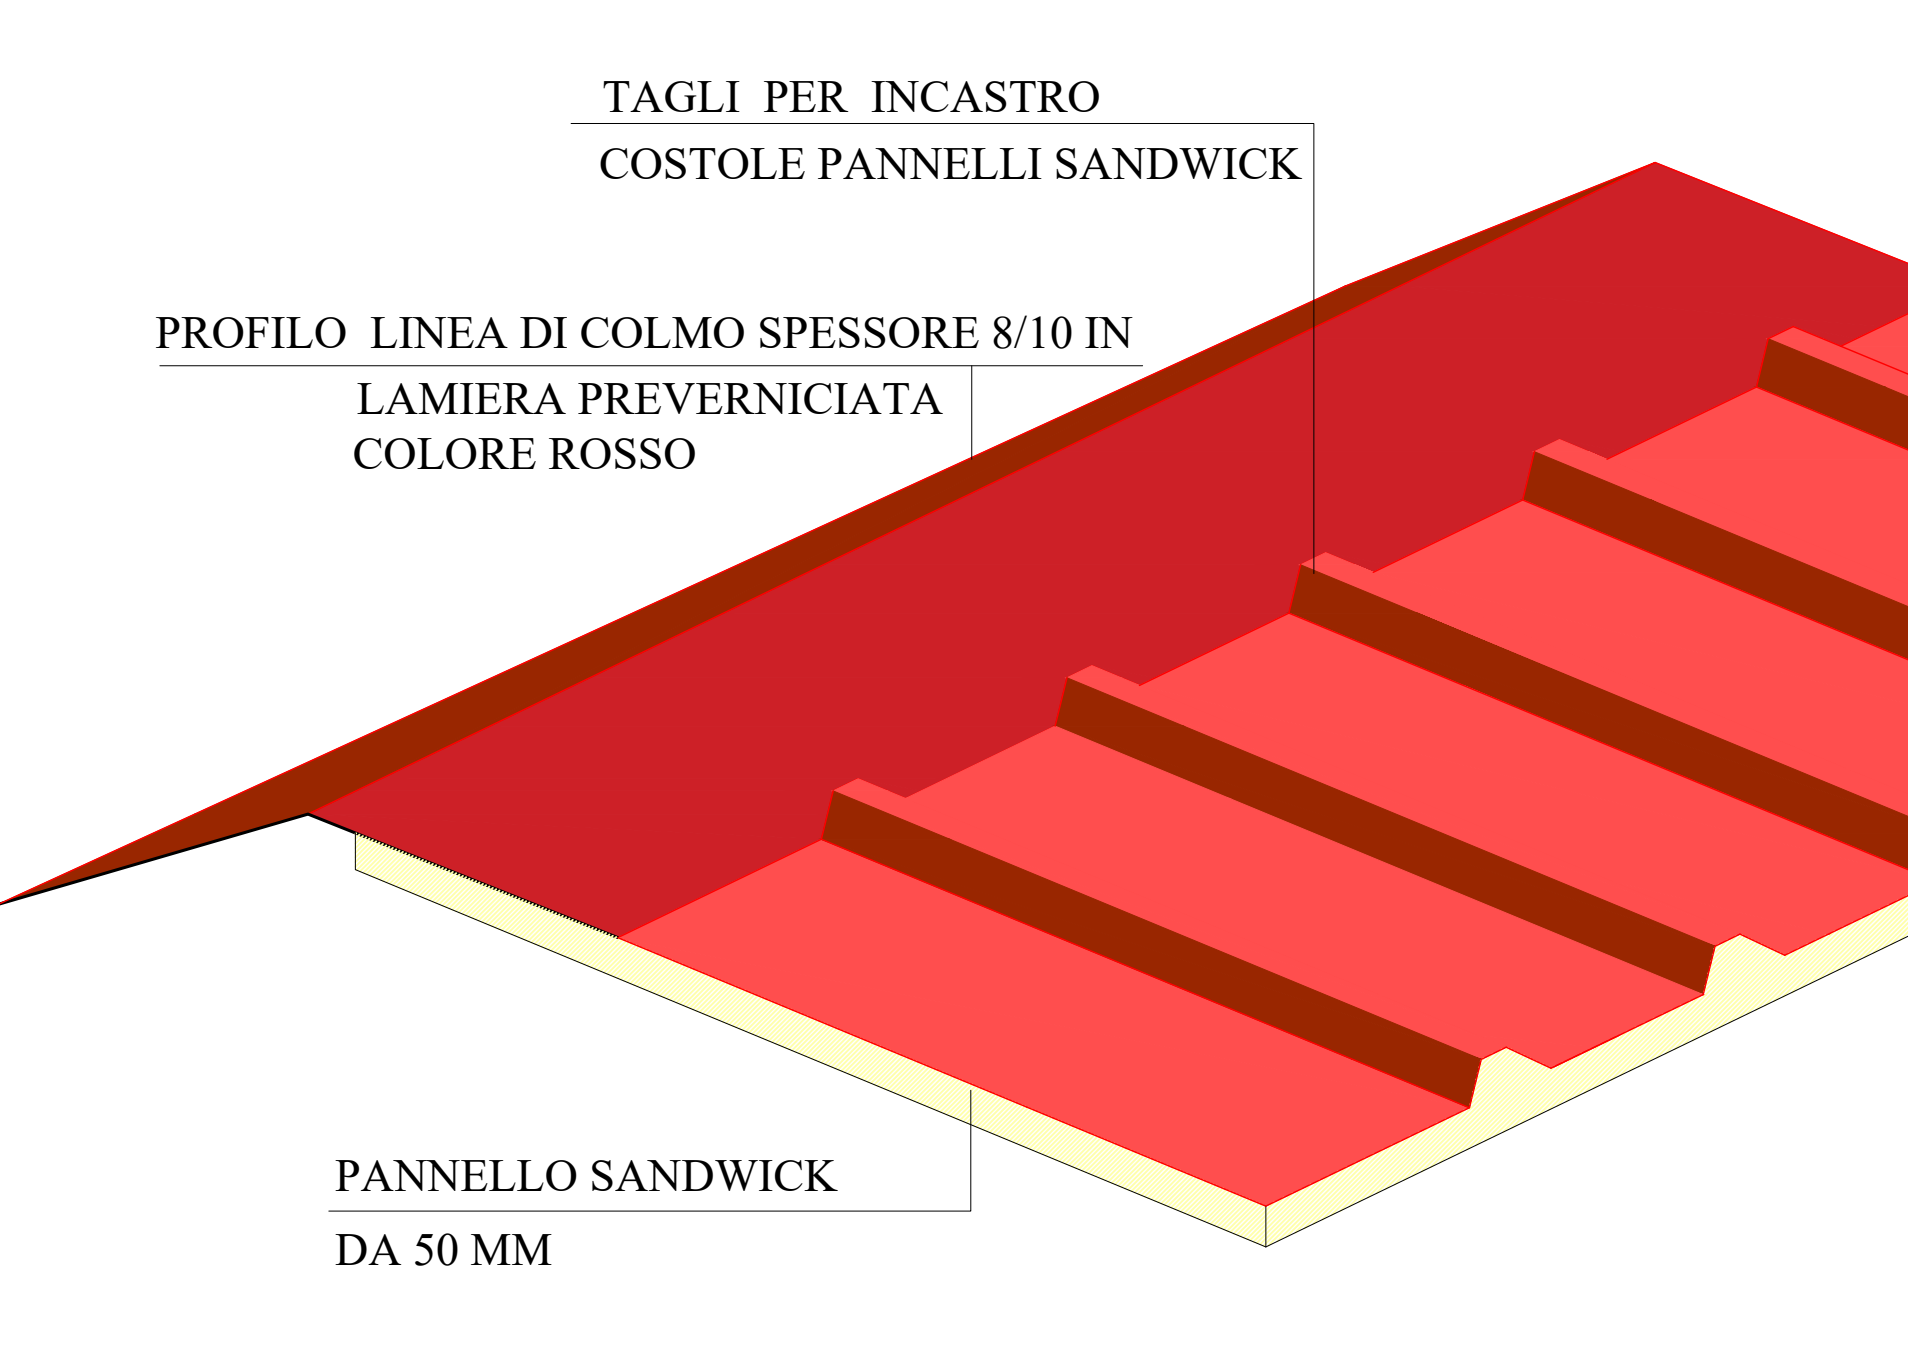 TAGLI PER INCASTRO
COSTOLE PANNELLI SANDWICK
PROFILO LINEA DI COLMO SPESSORE 8/10 IN
LAMIERA PREVERNICIATA
COLORE ROSSO
PANNELLO SANDWICK
DA 50 MM